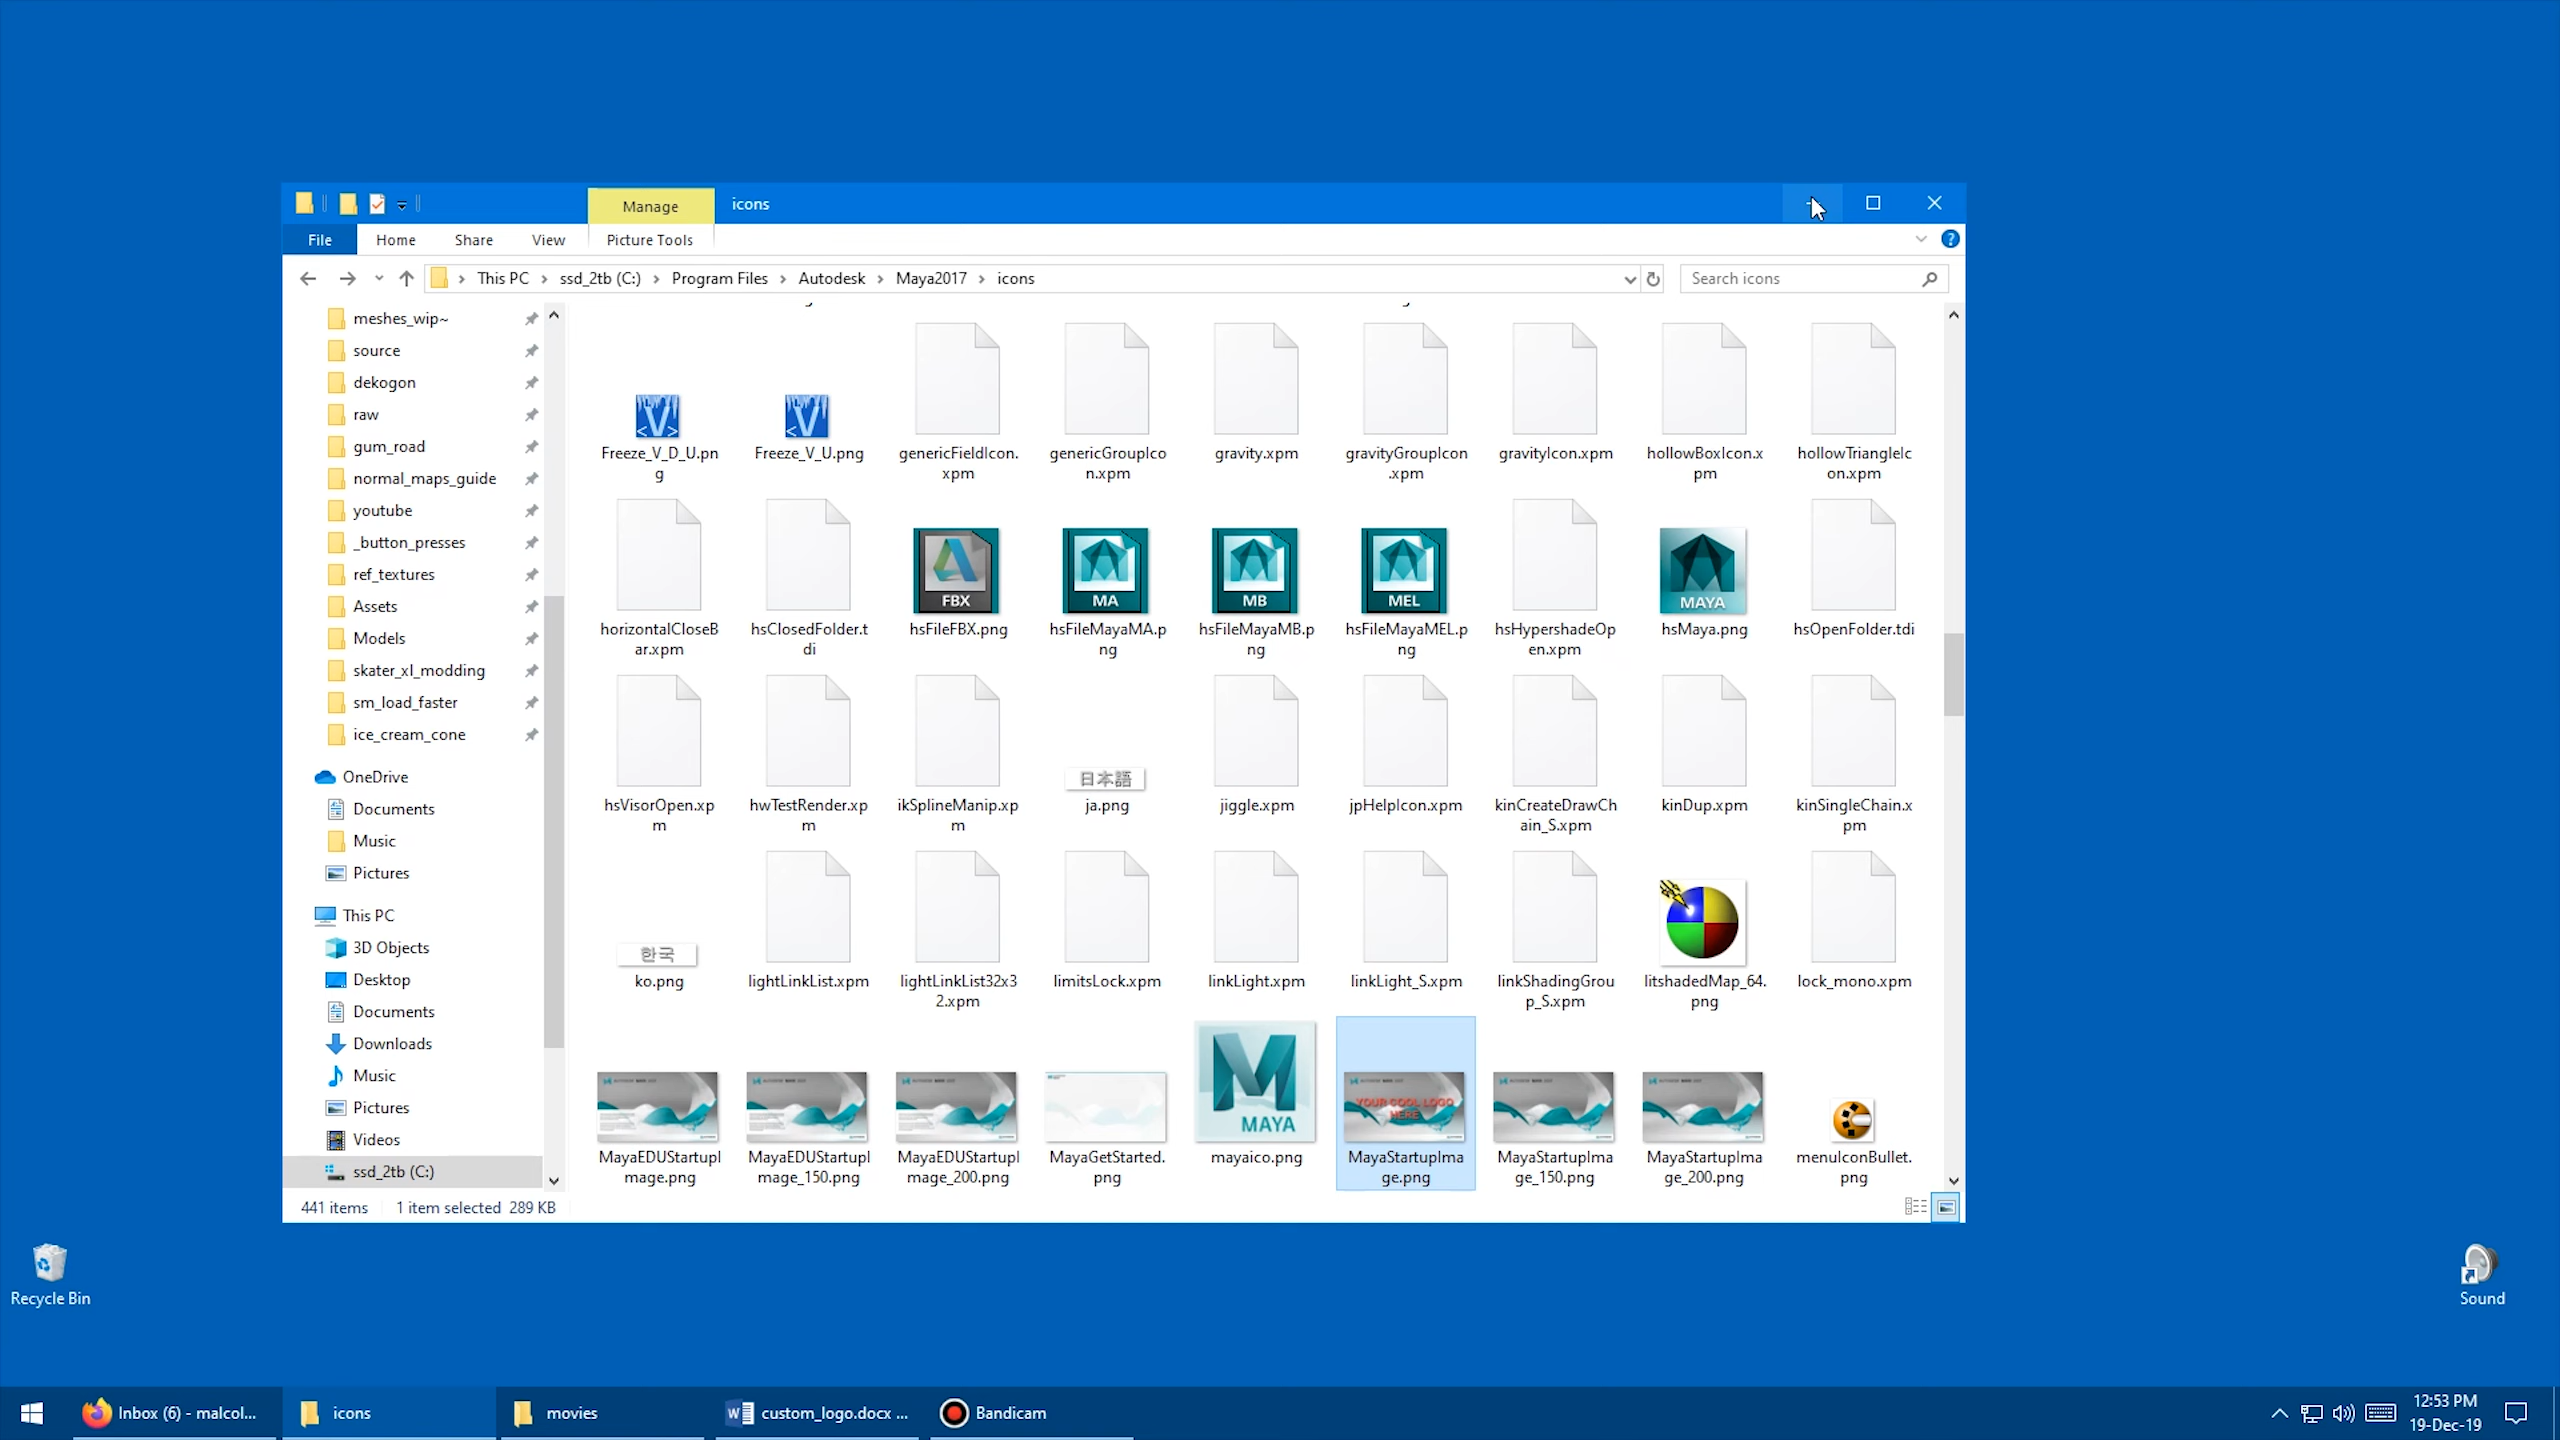 Manage
icons
File
Home
Share
View
Picture Tools
This PC
ssd_2tb (C:)
Program Files
Autodesk
Maya2017
icons
Search icons
meshes_wip~
source
dekogon
raw
gum_road
normal_maps_guide
youtube
_button_presses
ref_textures
Assets
Models
skater_xl_modding
sm_load_faster
ice_cream_cone
OneDrive
Documents
Music
Pictures
This PC
3D Objects
Desktop
Documents
Downloads
Music
Pictures
Videos
ssd_2tb (C:)
Freeze_V_D_U.pn
g
Freeze_V_U.png
genericFieldIcon.
xpm
genericGroupIco
n.xpm
gravity.xpm
gravityGroupIcon
.xpm
gravityIcon.xpm
hollowBoxIcon.x
pm
hollowTriangleIc
on.xpm
horizontalCloseB
ar.xpm
hsClosedFolder.t
di
FBX
hsFileFBX.png
MA
hsFileMayaMA.p
ng
MB
hsFileMayaMB.p
ng
MEL
hsFileMayaMEL.p
ng
hsHypershadeOp
en.xpm
MAYA
hsMaya.png
hsOpenFolder.tdi
hsVisorOpen.xp
m
hwTestRender.xp
m
ikSplineManip.xp
m
日本語
ja.png
jiggle.xpm
jpHelpIcon.xpm
kinCreateDrawCh
ain_S.xpm
kinDup.xpm
kinSingleChain.x
pm
한국
ko.png
lightLinkList.xpm
lightLinkList32x3
2.xpm
limitsLock.xpm
linkLight.xpm
linkLight_S.xpm
linkShadingGrou
p_S.xpm
litshadedMap_64.
png
lock_mono.xpm
MayaEDUStartupI
mage.png
MayaEDUStartupI
mage_150.png
MayaEDUStartupI
mage_200.png
MayaGetStarted.
png
MAYA
mayaico.png
YOUR COOL LOGO
HERE
MayaStartupIma
ge.png
MayaStartupIma
ge_150.png
MayaStartupIma
ge_200.png
menuIconBullet.
png
441 items
1 item selected 289 KB
Recycle Bin
Sound
Inbox (6) - malcol...
icons
movies
custom_logo.docx ...
Bandicam
12:53 PM
19-Dec-19